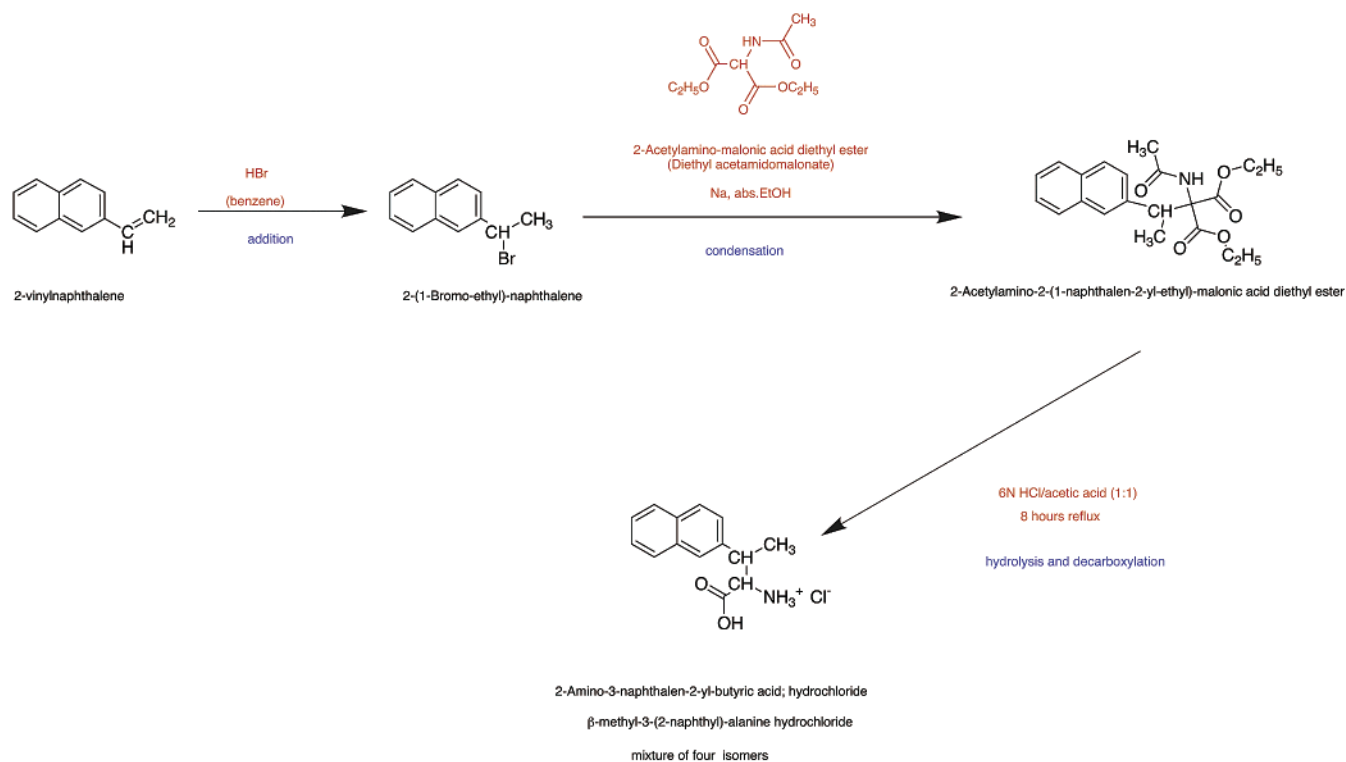 CH₃
HN
O
O
CH
C₂H₅O
OC₂H₅
O
2-Acetylamino-malonic acid diethyl ester
(Diethyl acetamidomalonate)
Na, abs.EtOH
condensation
HBr
(benzene)
addition
CH₂
C
H
2-vinylnaphthalene
CH₃
CH
Br
2-(1-Bromo-ethyl)-naphthalene
H₃C
O
NH
O
C₂H₅
O
CH
H₃C
O
O
C₂H₅
2-Acetylamino-2-(1-naphthalen-2-yl-ethyl)-malonic acid diethyl ester
6N HCl/acetic acid (1:1)
8 hours reflux
hydrolysis and decarboxylation
CH₃
CH
O
CH
NH₃⁺ Cl⁻
OH
2-Amino-3-naphthalen-2-yl-butyric acid; hydrochloride
β-methyl-3-(2-naphthyl)-alanine hydrochloride
mixture of four isomers